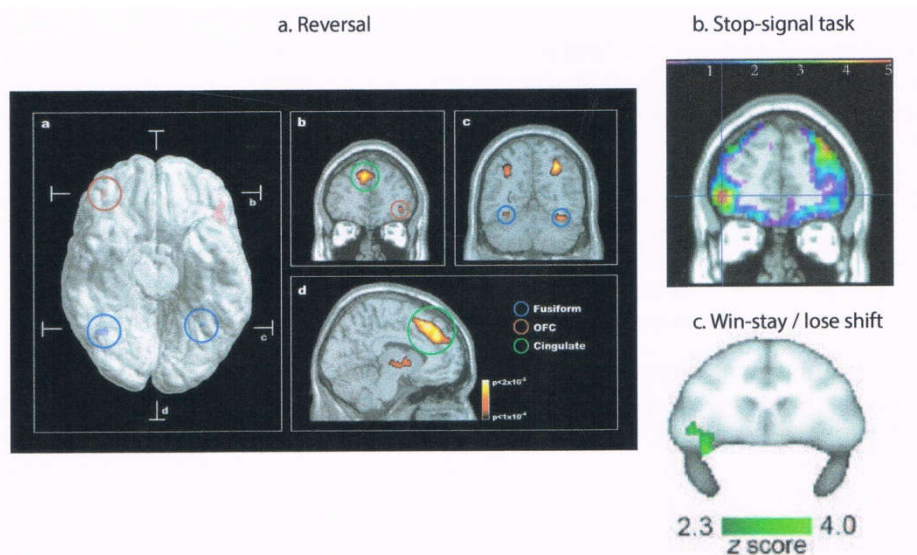 a. Reversal
b. Stop-signal task
1 2 3 4 5
a
b
c
b
c
d
d
Fusiform
OFC
Cingulate
p<2x10⁻⁵
p<1x10⁻⁴
c. Win-stay / lose shift
2.3 4.0
z score